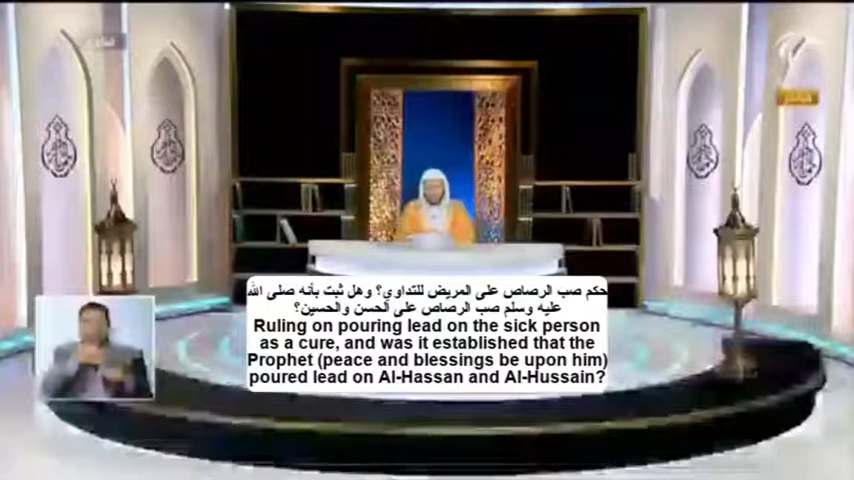 فتاوى
مباشر
حكم صب الرصاص على المريض للتداوي؟ وهل ثبت بأنه صلى الله
عليه وسلم صب الرصاص على الحسن والحسين؟
Ruling on pouring lead on the sick person
as a cure, and was it established that the
Prophet (peace and blessings be upon him)
poured lead on Al-Hassan and Al-Hussain?